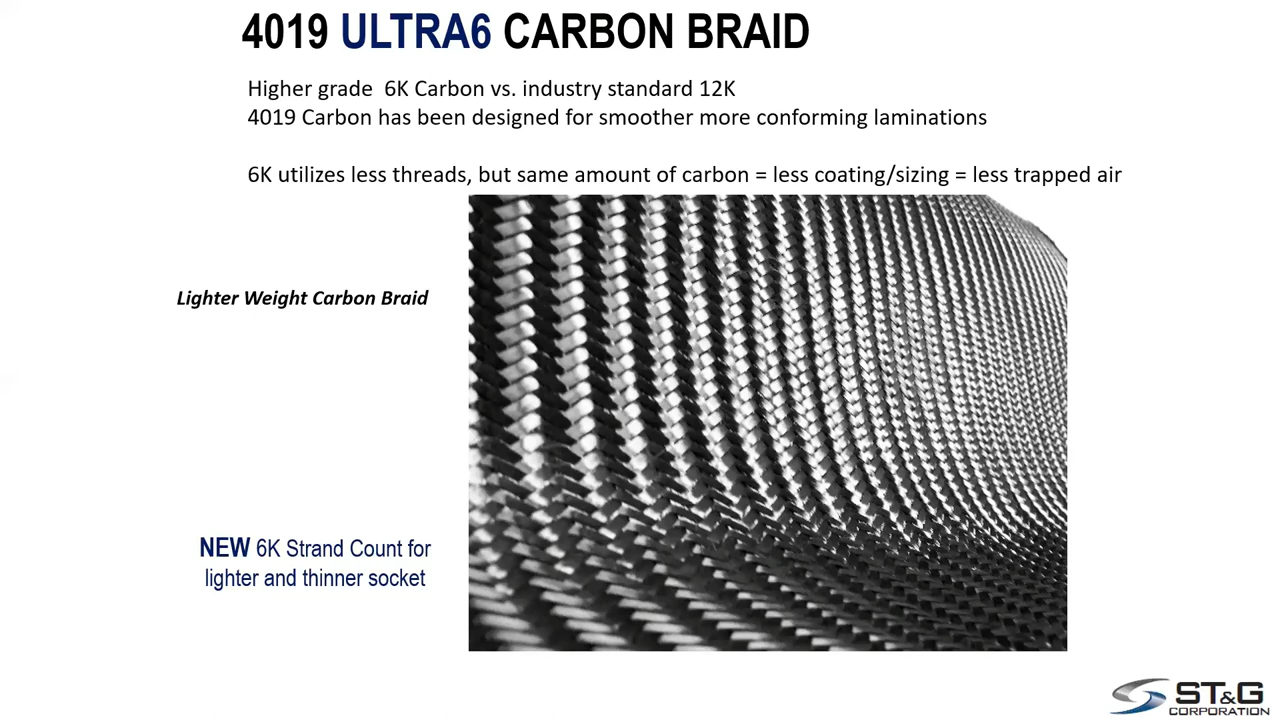 4019 ULTRA6 CARBON BRAID
Higher grade  6K Carbon vs. industry standard 12K
4019 Carbon has been designed for smoother more conforming laminations
6K utilizes less threads, but same amount of carbon = less coating/sizing = less trapped air
Lighter Weight Carbon Braid
NEW 6K Strand Count for
lighter and thinner socket
ST&G
CORPORATION